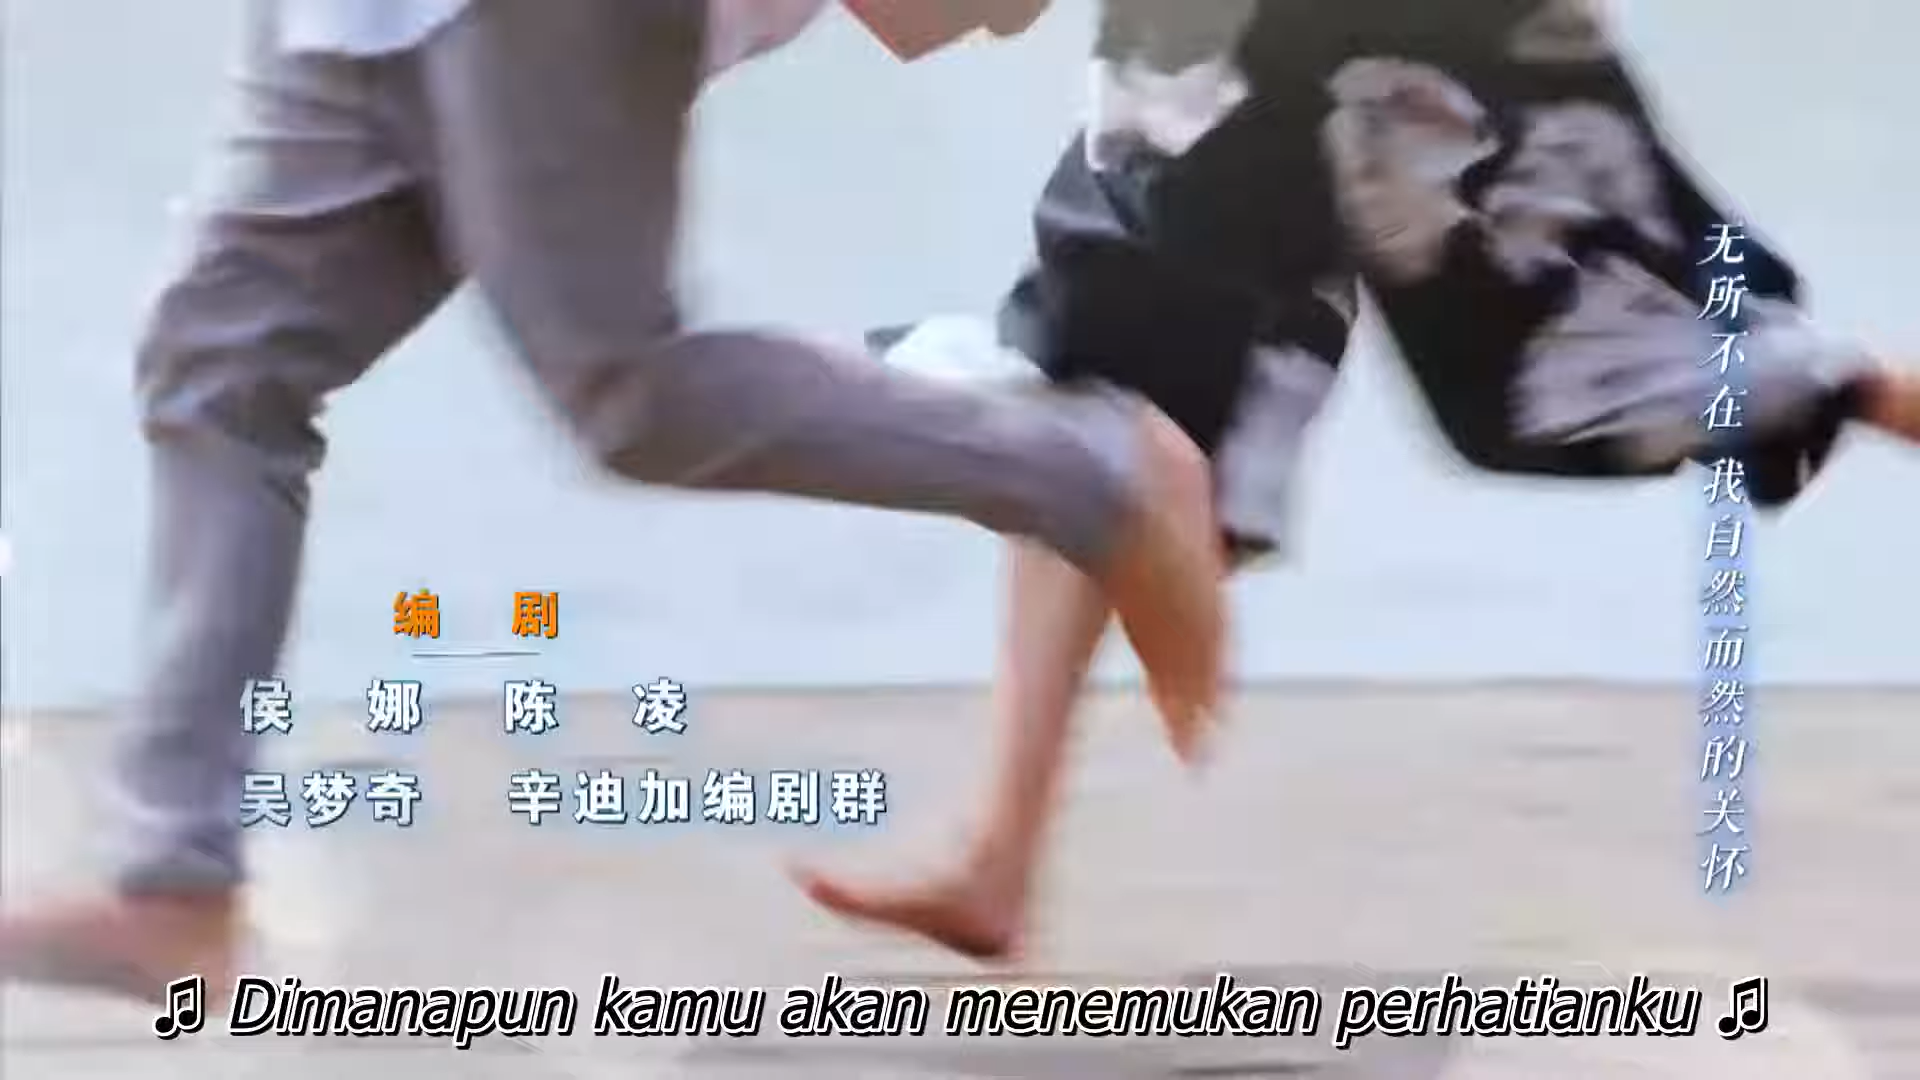 编 剧
侯 娜 陈 凌
吴梦奇 辛迪加编剧群
无所不在 我自然而然的关怀
♫ Dimanapun kamu akan menemukan perhatianku ♫